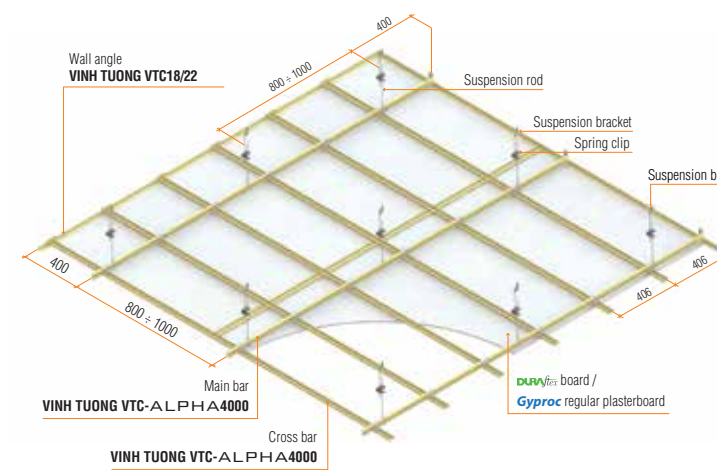 400
Wall angle
VINH TUONG VTC18/22
800 ÷ 1000
Suspension rod
Suspension bracket
Spring clip
Suspension b
400
800 ÷ 1000
406
406
Main bar
VINH TUONG VTC-ALPHA4000
DURAflex board /
Gyproc regular plasterboard
Cross bar
VINH TUONG VTC-ALPHA4000